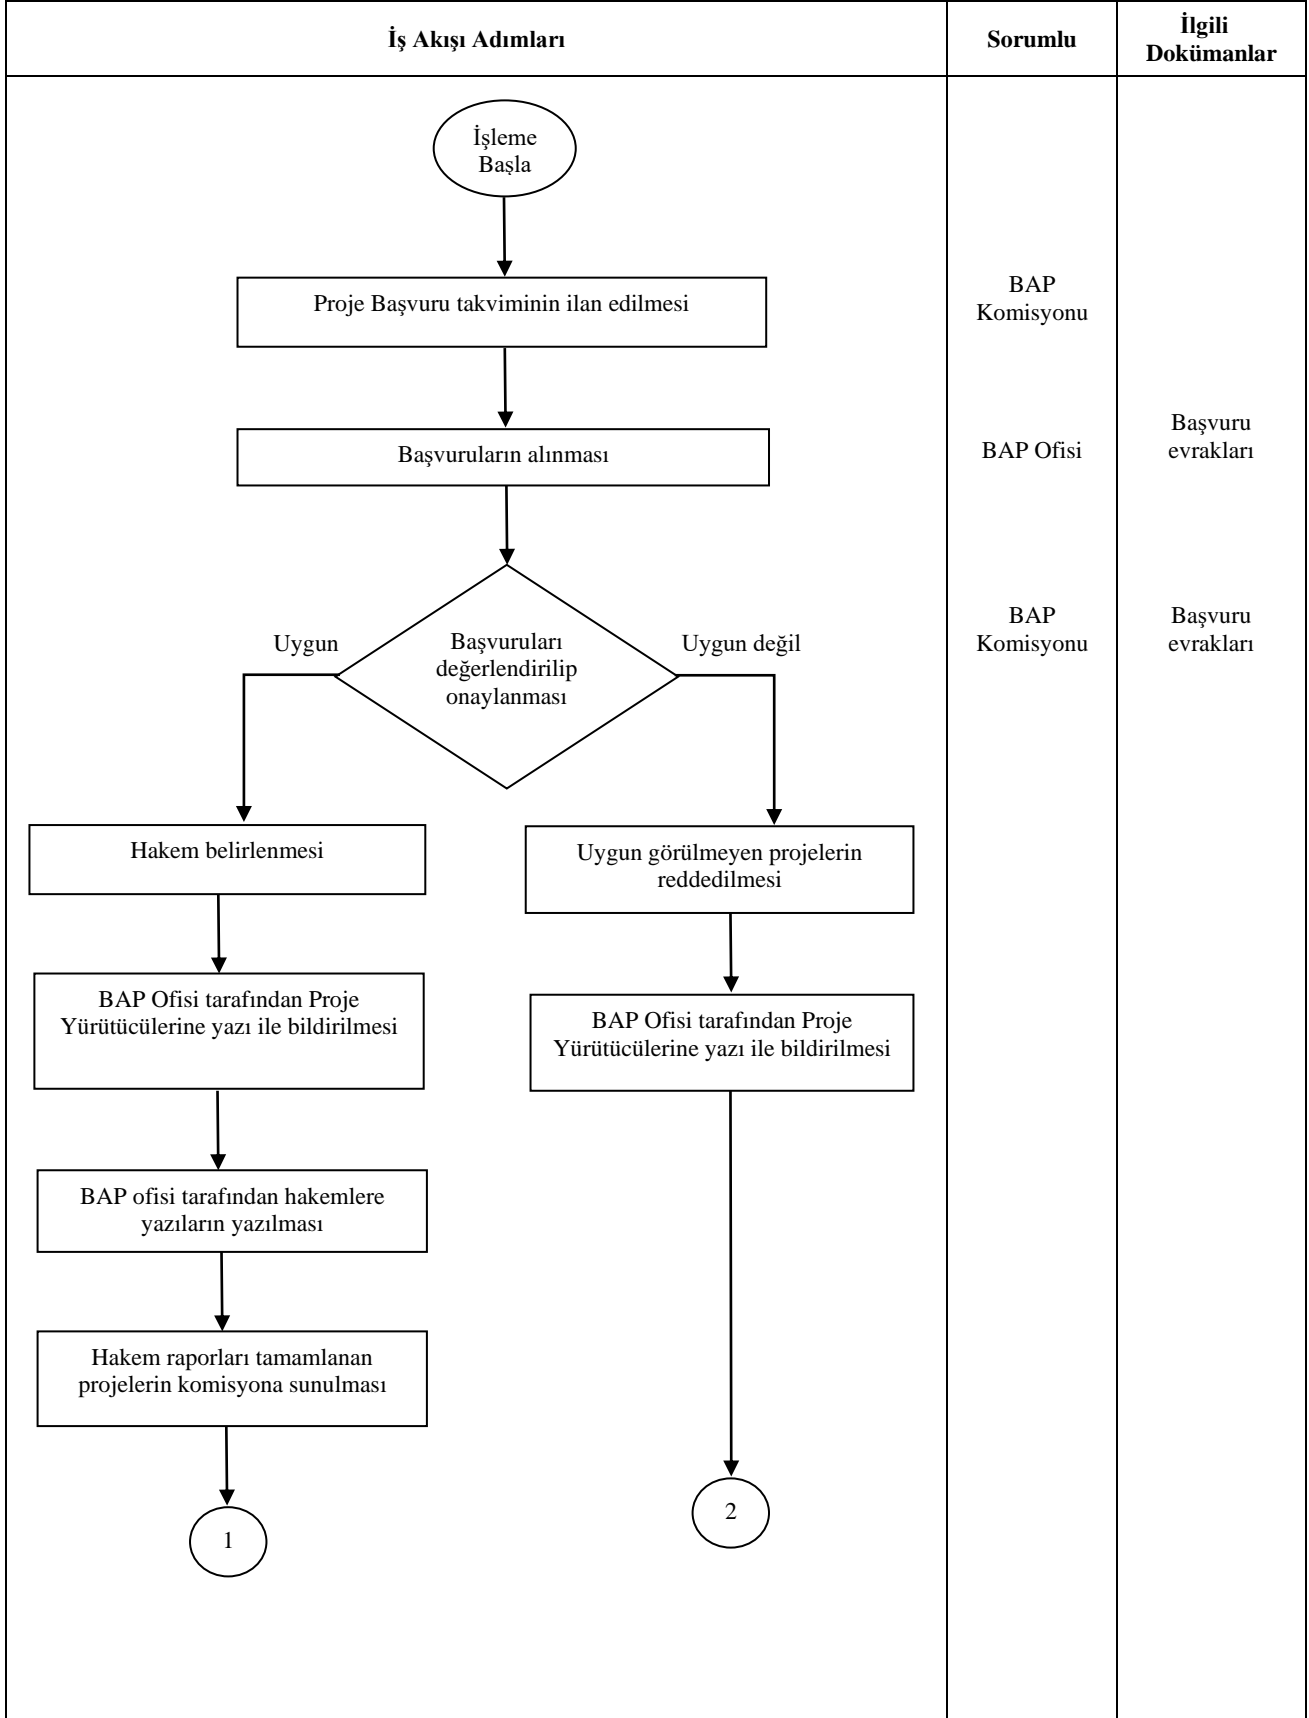 İş Akışı Adımları
Sorumlu
İlgili
Dokümanlar
İşleme
Başla
Proje Başvuru takviminin ilan edilmesi
BAP
Komisyonu
Başvuruların alınması
BAP Ofisi
Başvuru
evrakları
Uygun
Başvuruları
değerlendirilip
onaylanması
Uygun değil
BAP
Komisyonu
Başvuru
evrakları
Hakem belirlenmesi
Uygun görülmeyen projelerin
reddedilmesi
BAP Ofisi tarafından Proje
Yürütücülerine yazı ile bildirilmesi
BAP Ofisi tarafından Proje
Yürütücülerine yazı ile bildirilmesi
BAP ofisi tarafından hakemlere
yazıların yazılması
Hakem raporları tamamlanan
projelerin komisyona sunulması
1
2